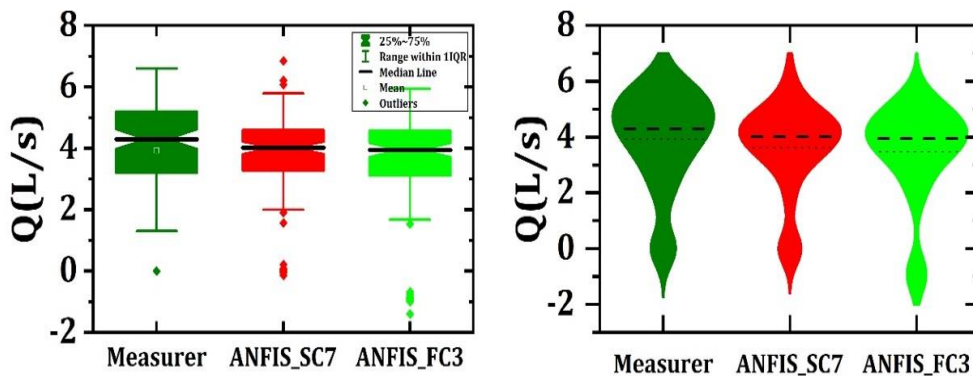 8
6
4
2
0
-2
Q(L/s)
25%~75%
Range within 1IQR
Median Line
Mean
Outliers
Measurer ANFIS_SC7 ANFIS_FC3
8
6
4
2
0
-2
Q(L/s)
Measurer ANFIS_SC7 ANFIS_FC3